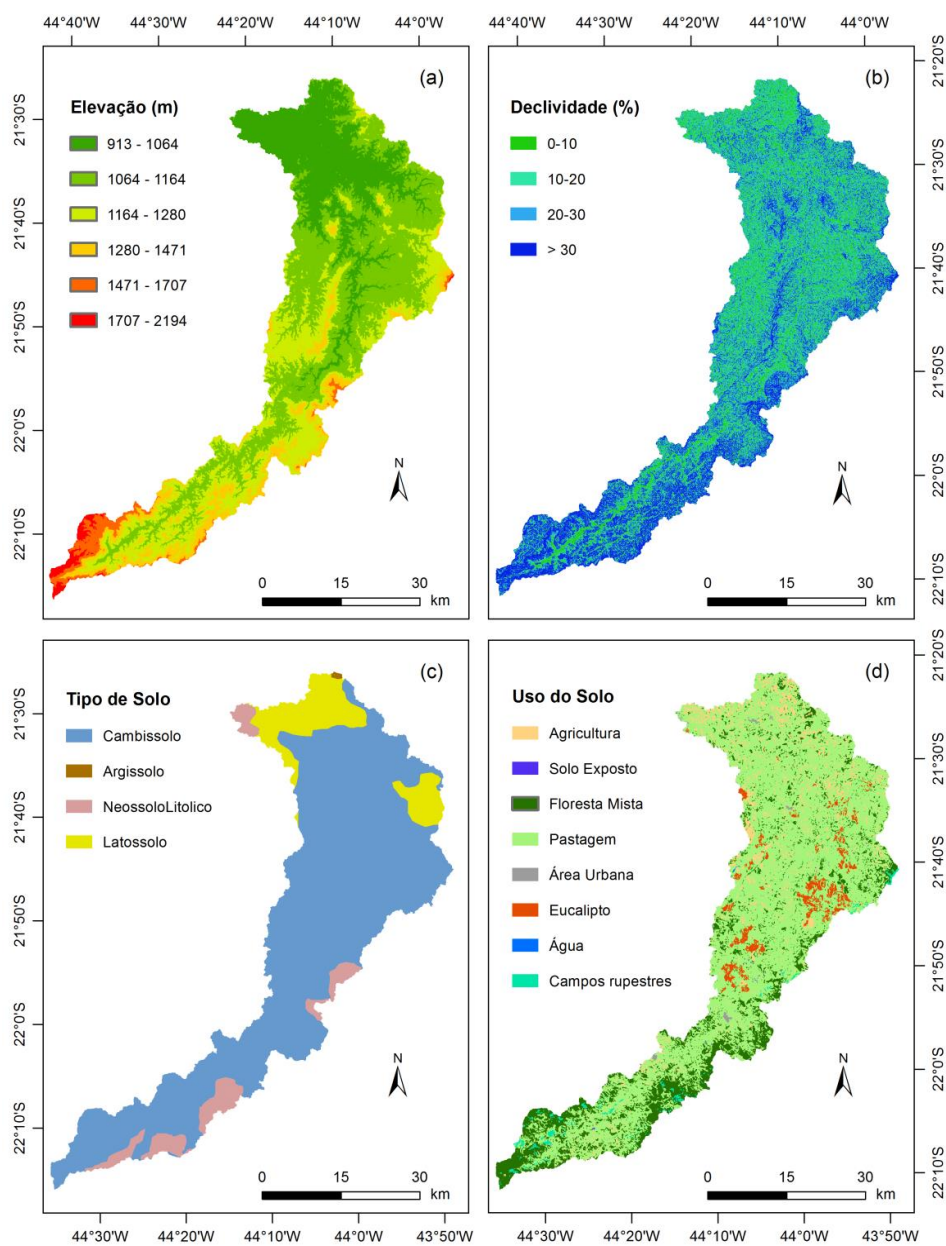 44°40'W 44°30'W 44°20'W 44°10'W 44°0'W
44°30'W 44°20'W 44°10'W 44°0'W
(a)
Elevação (m)
913 - 1064
1064 - 1164
1164 - 1280
1280 - 1471
1471 - 1707
1707 - 2194
N
0 15 30
km
21°30'S
21°40'S
21°50'S
22°0'S
22°10'S
(b)
Declividade (%)
0-10
10-20
20-30
> 30
N
0 15 30
km
21°20'S
21°30'S
21°40'S
21°50'S
22°0'S
22°10'S
(c)
Tipo de Solo
Cambissolo
Argissolo
NeossoloLitolico
Latossolo
N
0 15 30
km
21°30'S
21°40'S
21°50'S
22°0'S
22°10'S
(d)
Uso do Solo
Agricultura
Solo Exposto
Floresta Mista
Pastagem
Área Urbana
Eucalipto
Água
Campos rupestres
N
0 15 30
km
21°20'S
21°30'S
21°40'S
21°50'S
22°0'S
22°10'S
44°30'W 44°20'W 44°10'W 44°0'W 43°50'W
44°30'W 44°20'W 44°10'W 44°0'W 43°50'W